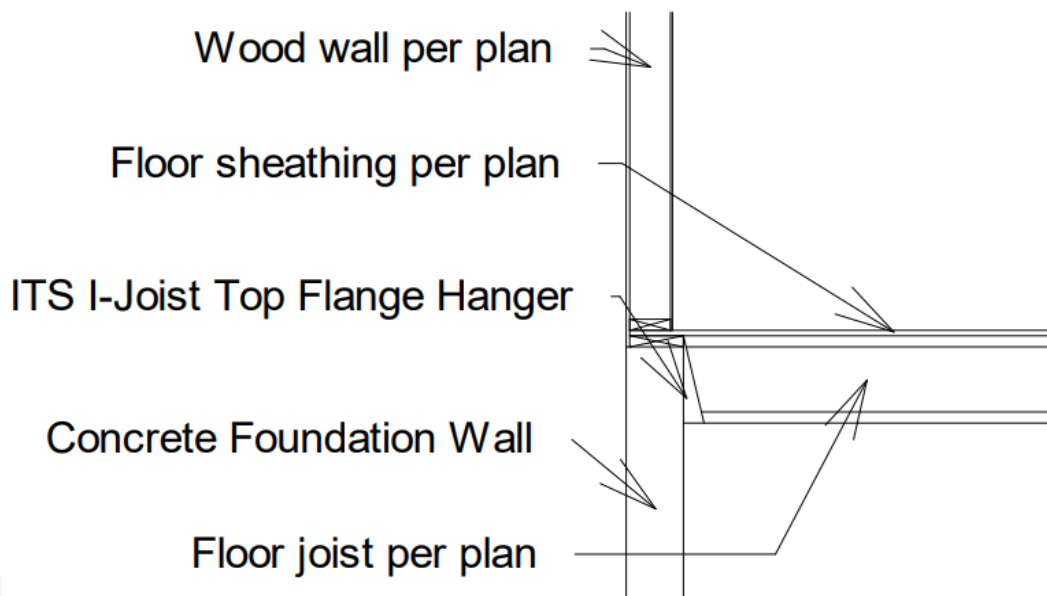 Wood wall per plan
Floor sheathing per plan
ITS I-Joist Top Flange Hanger
Concrete Foundation Wall
Floor joist per plan